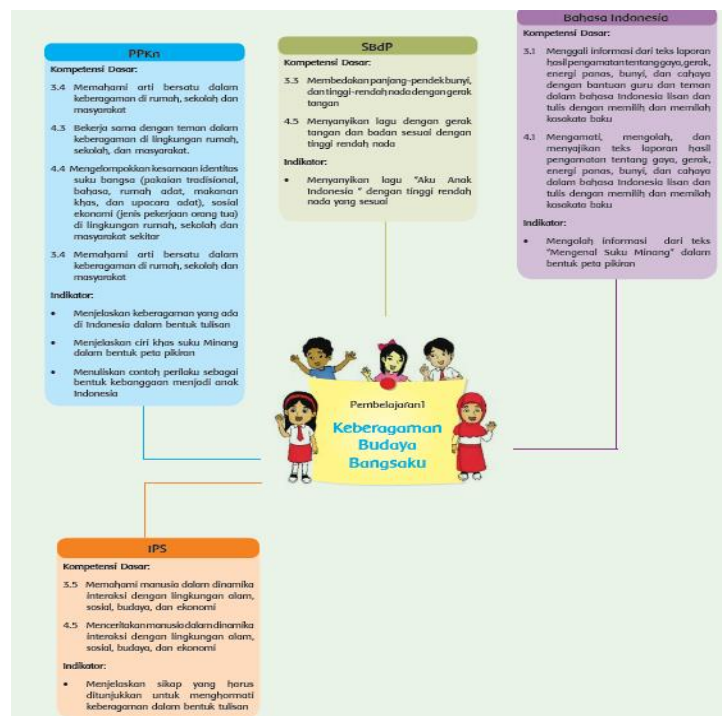 PPKn
Kompetensi Dasar:
3.4 Memahami arti bersatu dalam
keberagaman di rumah, sekolah dan
masyarakat
4.3 Bekerja sama dengan teman dalam
keberagaman di lingkungan rumah,
sekolah, dan masyarakat.
4.4 Mengelompokkan kesamaan identitas
suku bangsa (pakaian tradisional,
bahasa, rumah adat, makanan
khas, dan upacara adat), sosial
ekonomi (jenis pekerjaan orang tua)
di lingkungan rumah, sekolah dan
masyarakat sekitar
3.4 Memahami arti bersatu dalam
keberagaman di rumah, sekolah dan
masyarakat
Indikator:
• Menjelaskan keberagaman yang ada
di Indonesia dalam bentuk tulisan
• Menjelaskan ciri khas suku Minang
dalam bentuk peta pikiran
• Menuliskan contoh perilaku sebagai
bentuk kebanggaan menjadi anak
Indonesia
SBdP
Kompetensi Dasar:
3.3 Membedakan panjang-pendek bunyi,
dan tinggi-rendah nada dengan gerak
tangan
4.5 Menyanyikan lagu dengan gerak
tangan dan badan sesuai dengan
tinggi rendah nada
Indikator:
• Menyanyikan lagu "Aku Anak
Indonesia " dengan tinggi rendah
nada yang sesuai
Bahasa Indonesia
Kompetensi Dasar:
3.1 Menggali informasi dari teks laporan
hasil pengamatan tentang gaya, gerak,
energi panas, bunyi, dan cahaya
dengan bantuan guru dan teman
dalam bahasa Indonesia lisan dan
tulis dengan memilih dan memilah
kosakata baku
4.1 Mengamati, mengolah, dan
menyajikan teks laporan hasil
pengamatan tentang gaya, gerak,
energi panas, bunyi, dan cahaya
dalam bahasa Indonesia lisan dan
tulis dengan memilih dan memilah
kosakata baku
Indikator:
• Mengolah informasi dari teks
"Mengenal Suku Minang" dalam
bentuk peta pikiran
Pembelajaran1
Keberagaman
Budaya
Bangsaku
IPS
Kompetensi Dasar:
3.5 Memahami manusia dalam dinamika
interaksi dengan lingkungan alam,
sosial, budaya, dan ekonomi
4.5 Menceritakan manusia dalam dinamika
interaksi dengan lingkungan alam,
sosial, budaya, dan ekonomi
Indikator:
• Menjelaskan sikap yang harus
ditunjukkan untuk menghormati
keberagaman dalam bentuk tulisan